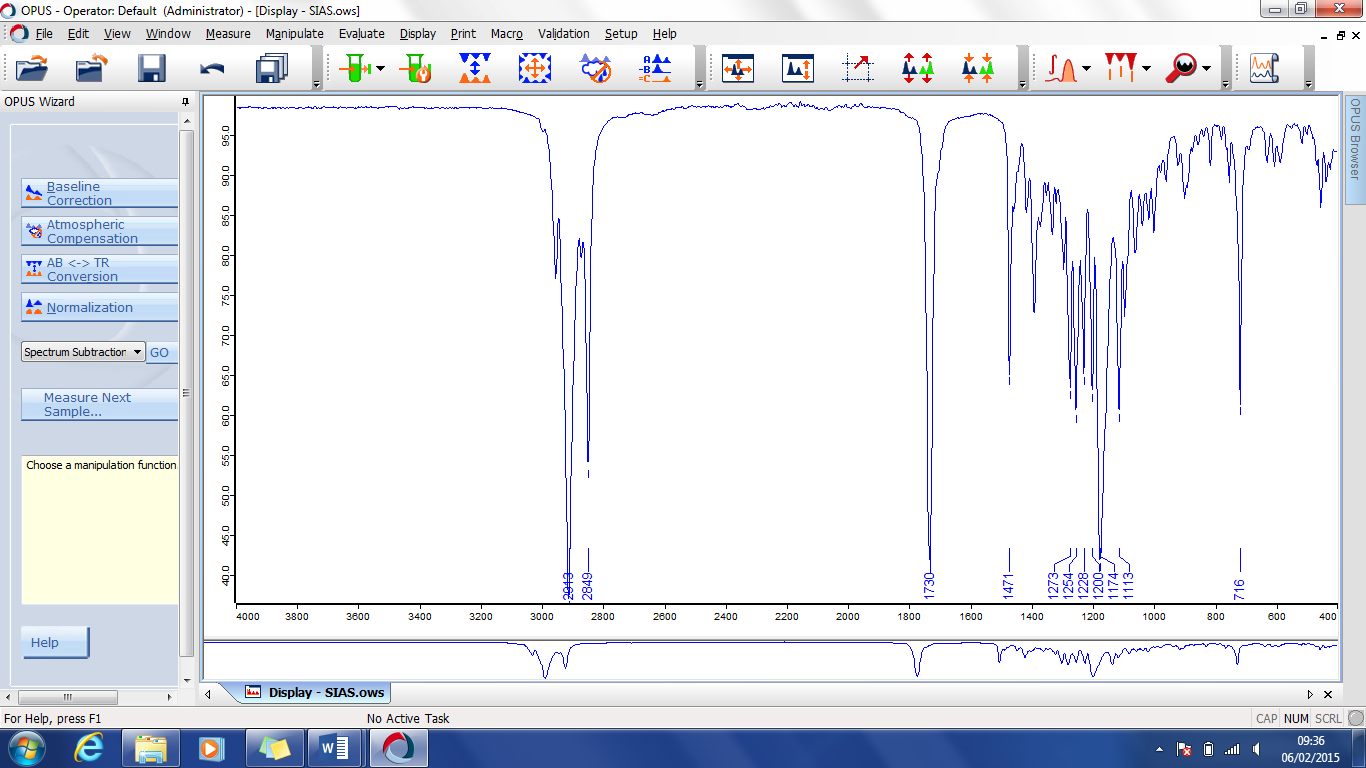 OPUS - Operator: Default  (Administrator) - [Display - SIAS.ows]
File Edit View Window Measure Manipulate Evaluate Display Print Macro Validation Setup Help
A
B
C
OPUS Wizard
Baseline
Correction
Atmospheric
Compensation
AB <-> TR
Conversion
Normalization
Spectrum Subtraction GO
Measure Next
Sample...
Choose a manipulation function
Help
95.0
90.0
85.0
80.0
75.0
70.0
65.0
60.0
55.0
50.0
45.0
40.0
2913 2849 1730 1471 1273 1254 1228 1200 1174 1113 716
4000 3800 3600 3400 3200 3000 2800 2600 2400 2200 2000 1800 1600 1400 1200 1000 800 600 400
OPUS Browser
Display - SIAS.ows
For Help, press F1 No Active Task CAP NUM SCRL
09:36
06/02/2015